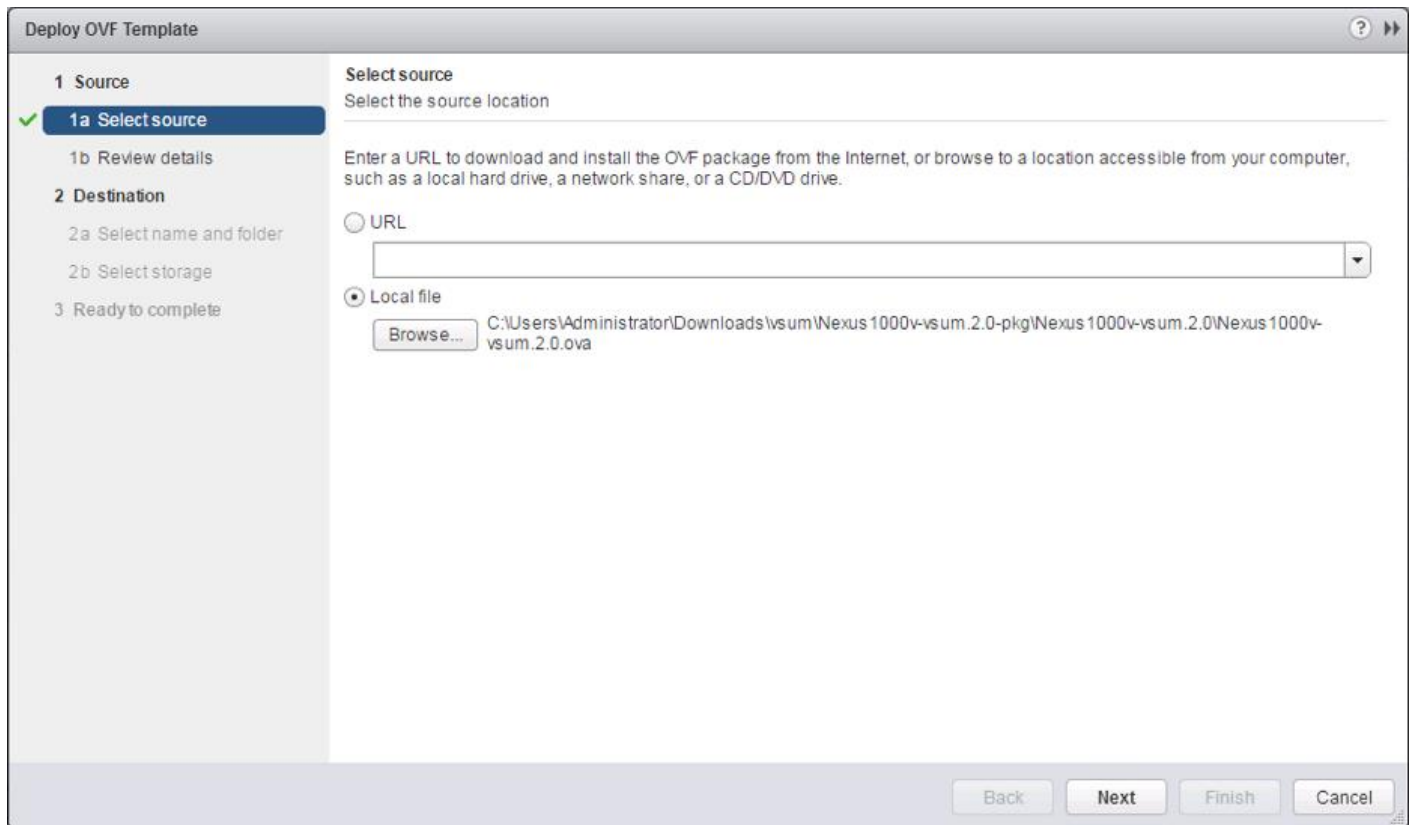 Deploy OVF Template
?
1 Source
1a Select source
1b Review details
2 Destination
2a Select name and folder
2b Select storage
3 Ready to complete
Select source
Select the source location
Enter a URL to download and install the OVF package from the Internet, or browse to a location accessible from your computer,
such as a local hard drive, a network share, or a CD/DVD drive.
URL
Local file
Browse...
C:\Users\Administrator\Downloads\vsum\Nexus1000v-vsum.2.0-pkg\Nexus1000v-vsum.2.0\Nexus1000v-
vsum.2.0.ova
Back
Next
Finish
Cancel